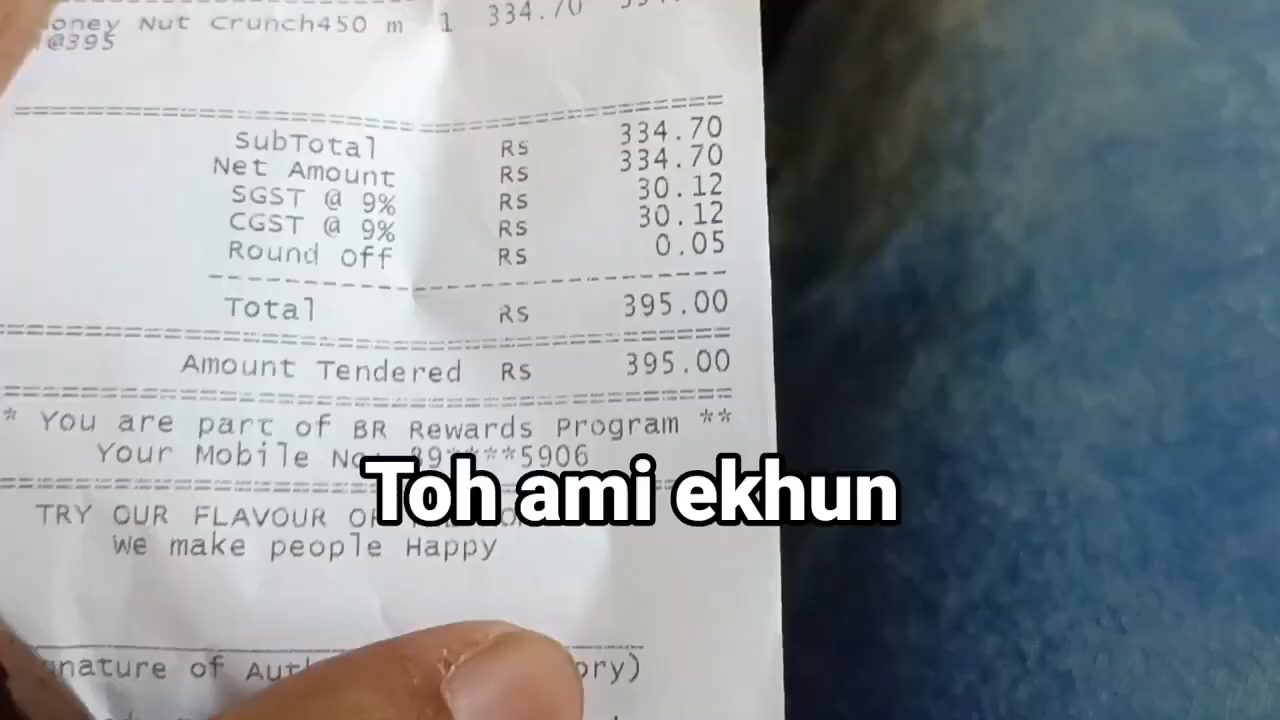 oney Nut Crunch450 m 1 334.70
@395
SubTotal RS 334.70
Net Amount RS 334.70
SGST @ 9% RS 30.12
CGST @ 9% RS 30.12
Round off RS 0.05
Total RS 395.00
Amount Tendered RS 395.00
* You are part of BR Rewards Program **
Your Mobile No 89****5906
Toh ami ekhun
TRY OUR FLAVOUR
We make people Happy
nature of